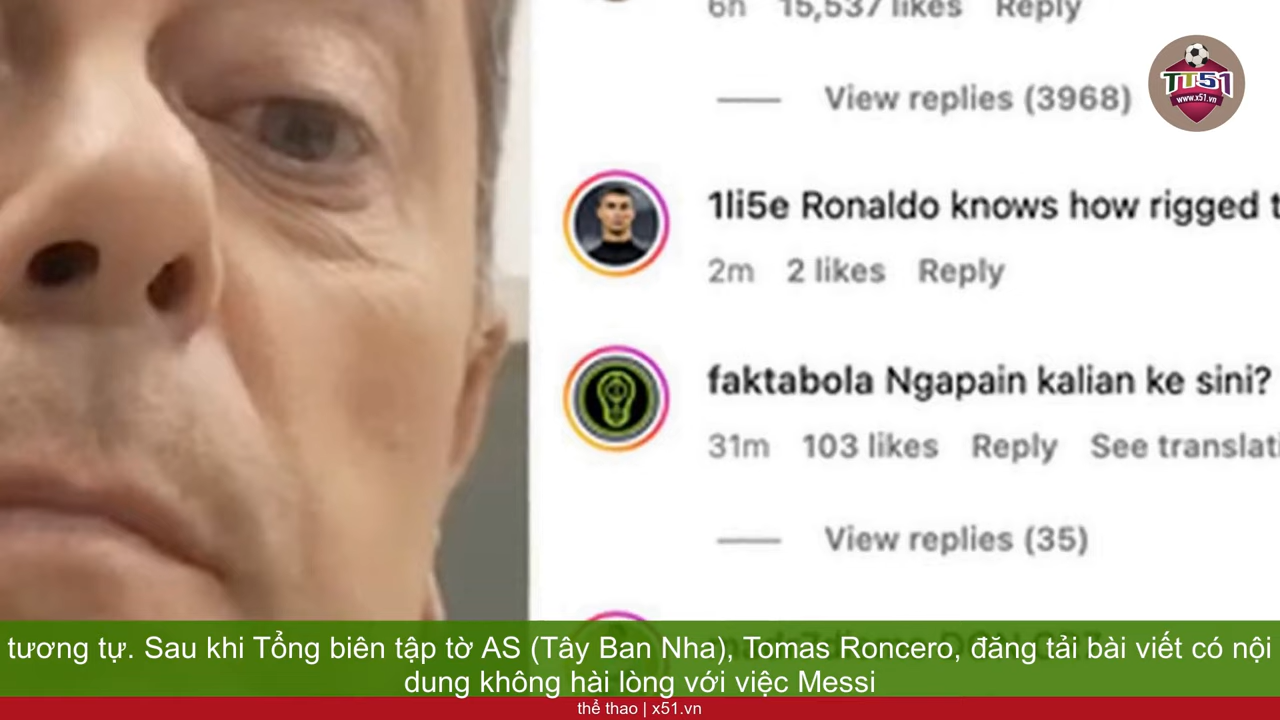 6h 15,537 likes Reply
View replies (3968)
TT51
www.x51.vn
1li5e Ronaldo knows how rigged t
2m 2 likes Reply
faktabola Ngapain kalian ke sini?
31m 103 likes Reply See translati
View replies (35)
tương tự. Sau khi Tổng biên tập tờ AS (Tây Ban Nha), Tomas Roncero, đăng tải bài viết có nội
dung không hài lòng với việc Messi
thể thao | x51.vn